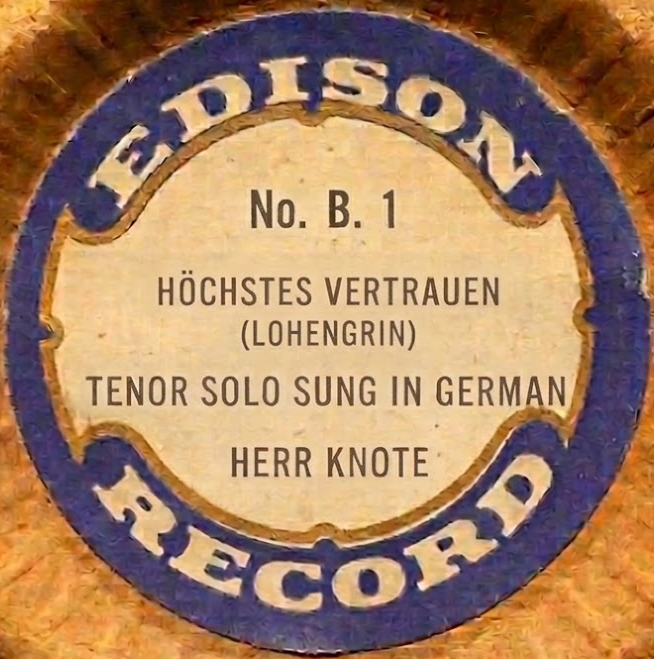 EDISON
No. B. 1
HÖCHSTES VERTRAUEN
(LOHENGRIN)
TENOR SOLO SUNG IN GERMAN
HERR KNOTE
RECORD